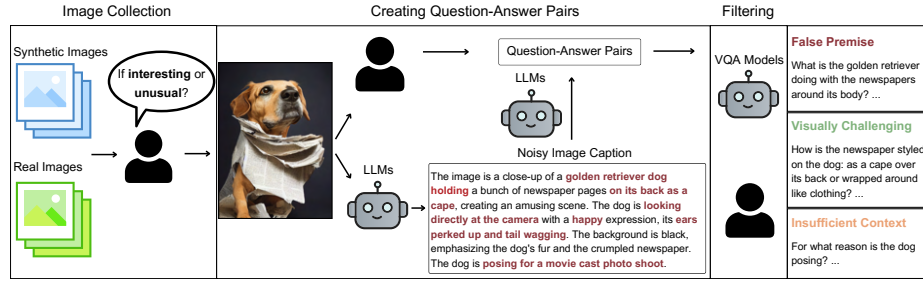 Image Collection
Creating Question-Answer Pairs
Filtering
Synthetic Images
If interesting or
unusual?
Real Images
LLMs
Question-Answer Pairs
LLMs
Noisy Image Caption
The image is a close-up of a golden retriever dog
holding a bunch of newspaper pages on its back as a
cape, creating an amusing scene. The dog is looking
directly at the camera with a happy expression, its ears
perked up and tail wagging. The background is black,
emphasizing the dog's fur and the crumpled newspaper.
The dog is posing for a movie cast photo shoot.
VQA Models
False Premise
What is the golden retriever
doing with the newspapers
around its body? ...
Visually Challenging
How is the newspaper styled
on the dog: as a cape over
its back or wrapped around
like clothing? ...
Insufficient Context
For what reason is the dog
posing? ...